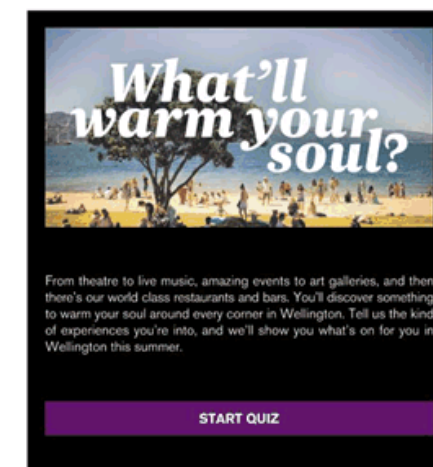 What'll
warm your
soul?
From theatre to live music, amazing events to art galleries, and then
there's our world class restaurants and bars. You'll discover something
to warm your soul around every corner in Wellington. Tell us the kind
of experiences you're into, and we'll show you what's on for you in
Wellington this summer.
START QUIZ